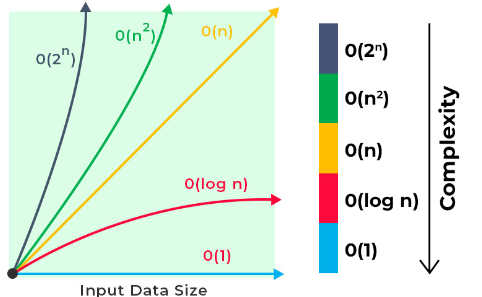 0(2ⁿ)
0(n²)
0(n)
0(log n)
0(1)
Input Data Size
0(2ⁿ)
0(n²)
0(n)
0(log n)
0(1)
Complexity